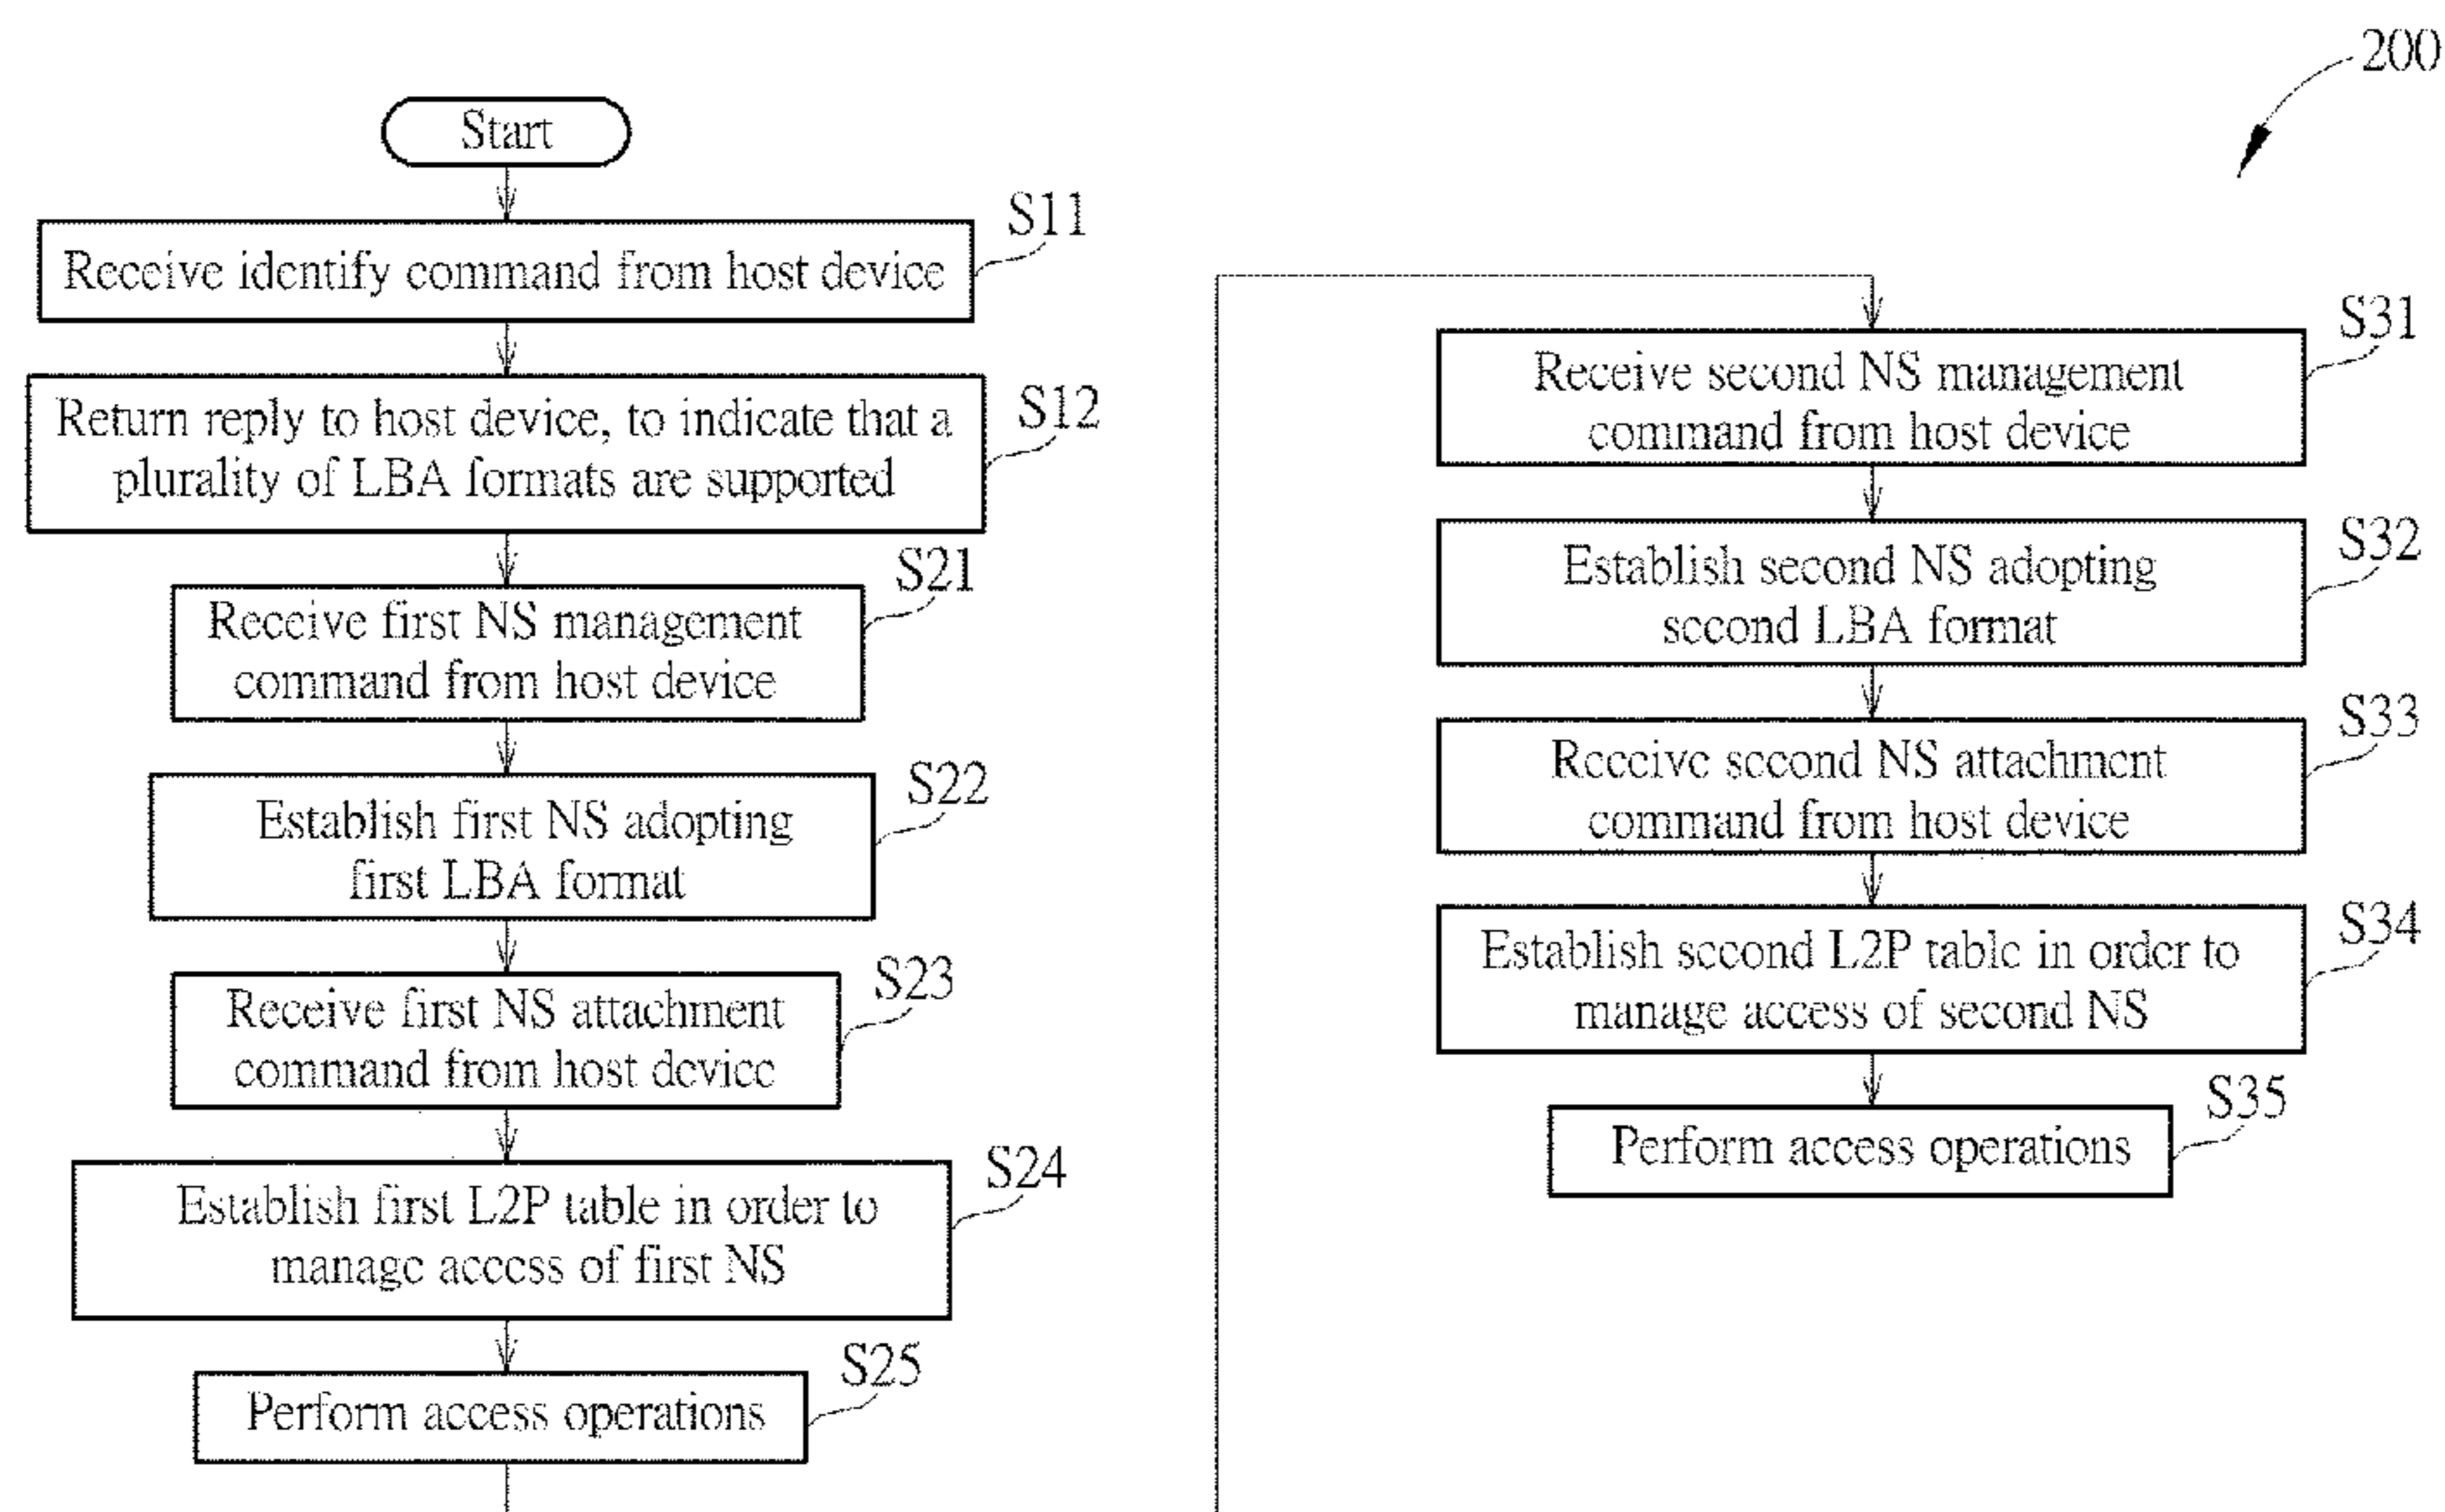 200
Start
S11
Receive identify command from host device
S12
Return reply to host device, to indicate that a
plurality of LBA formats are supported
S21
Receive first NS management
command from host device
S22
Establish first NS adopting
first LBA format
S23
Receive first NS attachment
command from host device
S24
Establish first L2P table in order to
manage access of first NS
S25
Perform access operations
S31
Receive second NS management
command from host device
S32
Establish second NS adopting
second LBA format
S33
Receive second NS attachment
command from host device
S34
Establish second L2P table in order to
manage access of second NS
S35
Perform access operations